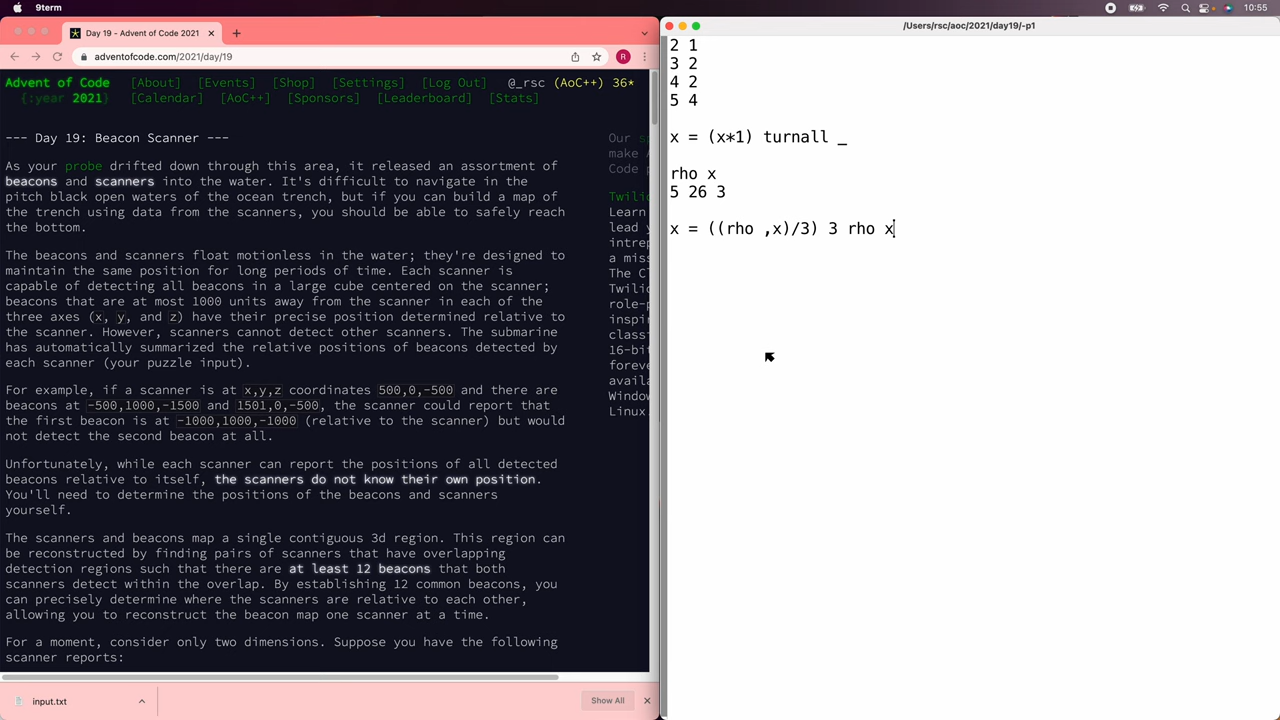 9term
10:55
Day 19 - Advent of Code 2021
adventofcode.com/2021/day/19
R
Advent of Code [About] [Events] [Shop] [Settings] [Log Out] @_rsc (AoC++) 36*
{:year 2021} [Calendar] [AoC++] [Sponsors] [Leaderboard] [Stats]
--- Day 19: Beacon Scanner ---
As your probe drifted down through this area, it released an assortment of
beacons and scanners into the water. It's difficult to navigate in the
pitch black open waters of the ocean trench, but if you can build a map of
the trench using data from the scanners, you should be able to safely reach
the bottom.
The beacons and scanners float motionless in the water; they're designed to
maintain the same position for long periods of time. Each scanner is
capable of detecting all beacons in a large cube centered on the scanner;
beacons that are at most 1000 units away from the scanner in each of the
three axes (x, y, and z) have their precise position determined relative to
the scanner. However, scanners cannot detect other scanners. The submarine
has automatically summarized the relative positions of beacons detected by
each scanner (your puzzle input).
For example, if a scanner is at x,y,z coordinates 500,0,-500 and there are
beacons at -500,1000,-1500 and 1501,0,-500, the scanner could report that
the first beacon is at -1000,1000,-1000 (relative to the scanner) but would
not detect the second beacon at all.
Unfortunately, while each scanner can report the positions of all detected
beacons relative to itself, the scanners do not know their own position.
You'll need to determine the positions of the beacons and scanners
yourself.
The scanners and beacons map a single contiguous 3d region. This region can
be reconstructed by finding pairs of scanners that have overlapping
detection regions such that there are at least 12 beacons that both
scanners detect within the overlap. By establishing 12 common beacons, you
can precisely determine where the scanners are relative to each other,
allowing you to reconstruct the beacon map one scanner at a time.
For a moment, consider only two dimensions. Suppose you have the following
scanner reports:
Our
make
Code
Twilio
Learn
lead
a miss
The
role-
class
16-bit
Linux.
input.txt
Show All
/Users/rsc/aoc/2021/day19/-p1
2 1
3 2
4 2
5 4
x = (x*1) turnall _
rho x
5 26 3
x = ((rho ,x)/3) 3 rho x